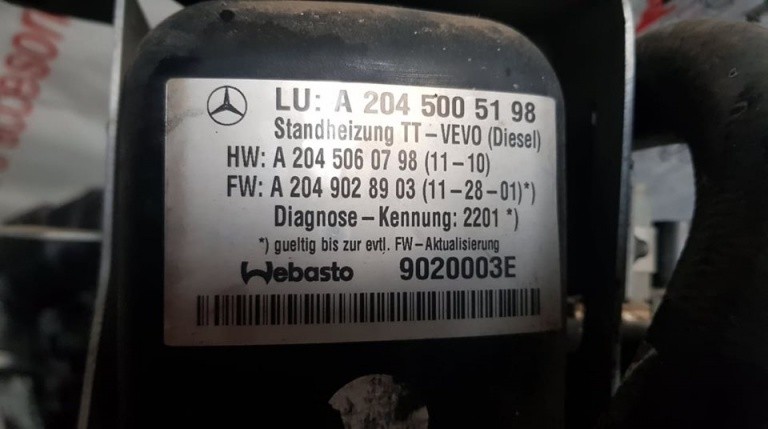 LU: A 204 500 51 98
Standheizung TT-VEVO (Diesel)
HW: A 204 506 07 98 (11-10)
FW: A 204 902 89 03 (11-28-01)*)
Diagnose-Kennung: 2201 *)
*) gueltig bis zur evtl. FW-Aktualisierung
Webasto 9020003E